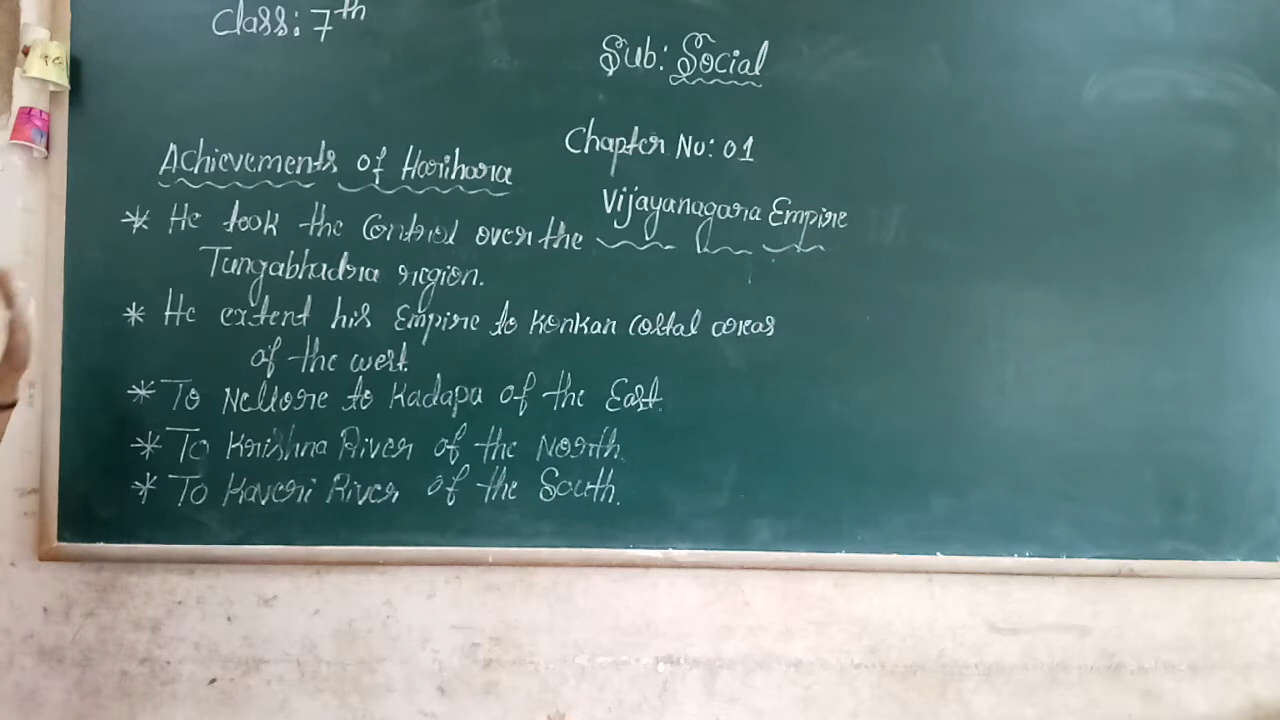 Class: 7th
Sub: Social
Chapter No: 01
Vijayanagara Empire
Achievements of Harihara
* He took the Control over the
Tungabhadra region.
* He extent his Empire to Konkan Costal areas
of the west.
* To Nellore to Kadapa of the East
* To Krishna River of the North.
* To Kaveri River of the South.